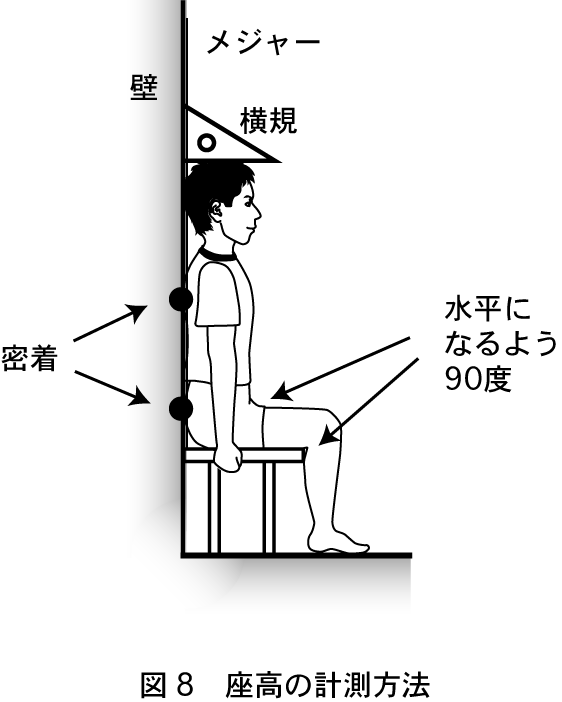 メジャー
壁
横規
密着
水平に
なるよう
90度
図8　座高の計測方法